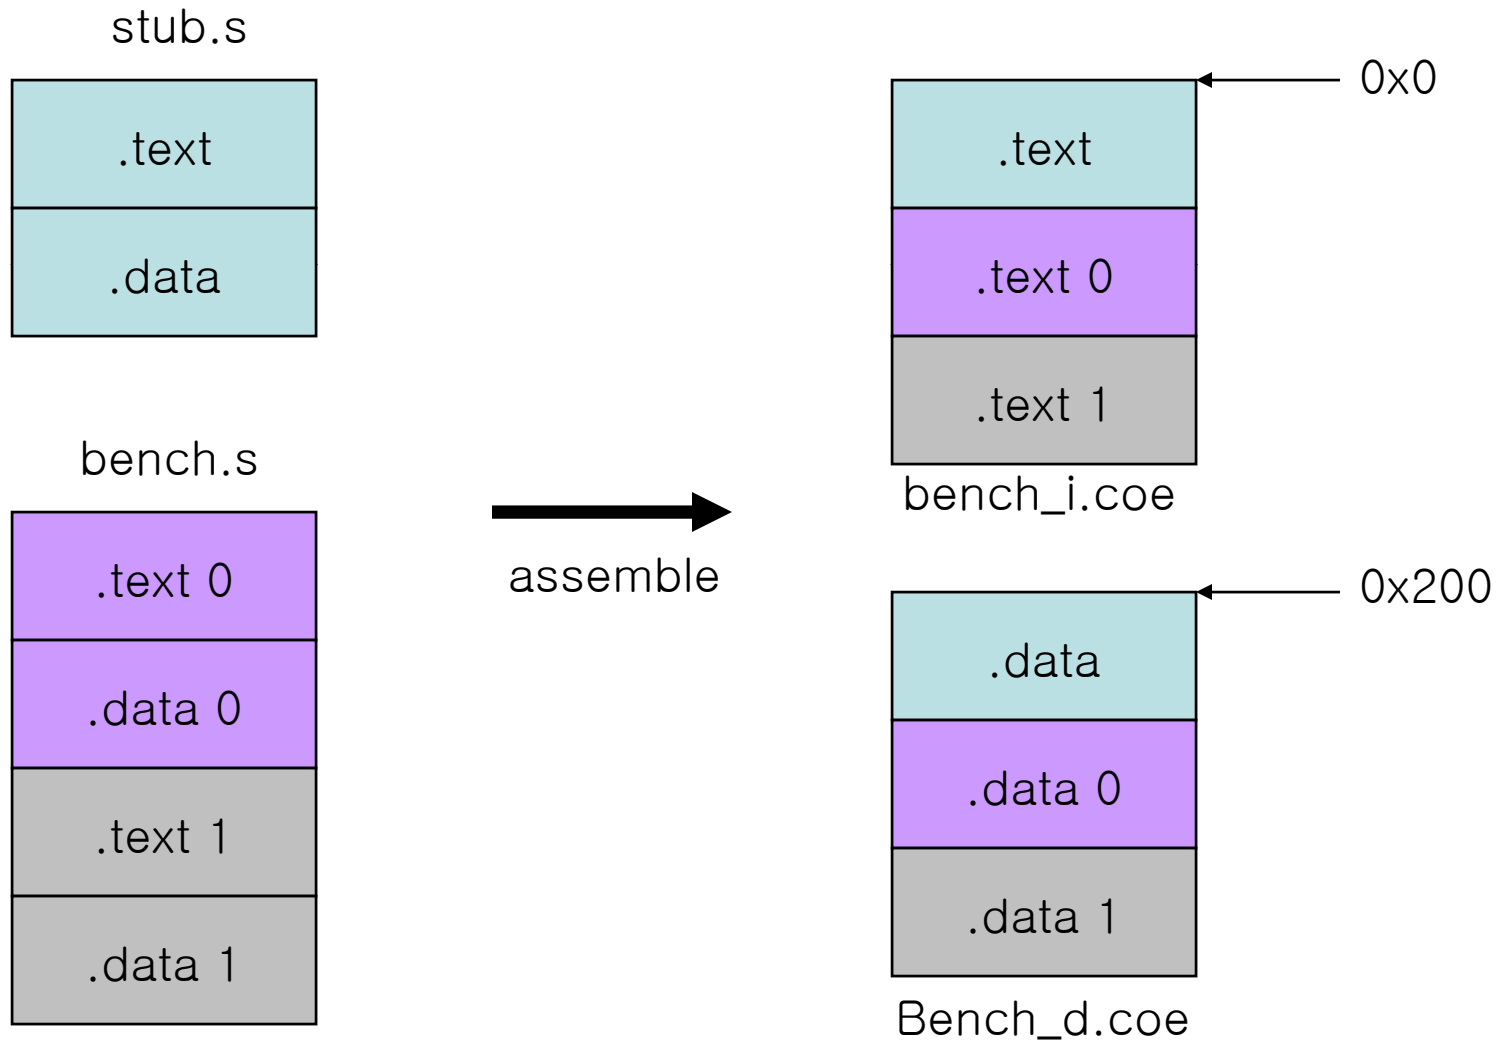 stub.s
.text
.data
bench.s
.text 0
.data 0
.text 1
.data 1
assemble
0x0
.text
.text 0
.text 1
bench_i.coe
0x200
.data
.data 0
.data 1
Bench_d.coe